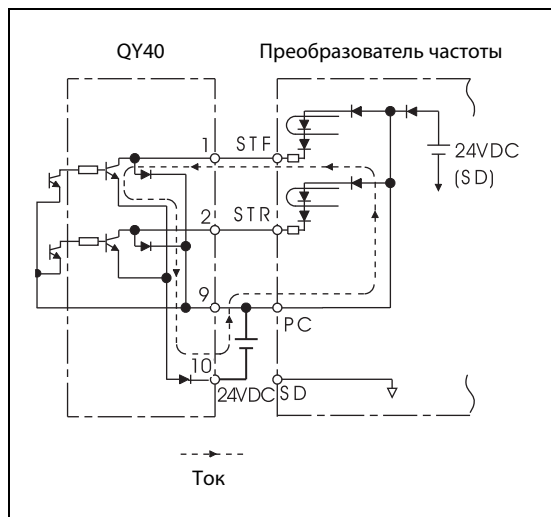 QY40
Преобразователь частоты
1 STF
24VDC
(SD)
2 STR
9
PC
10
24VDC SD
Ток